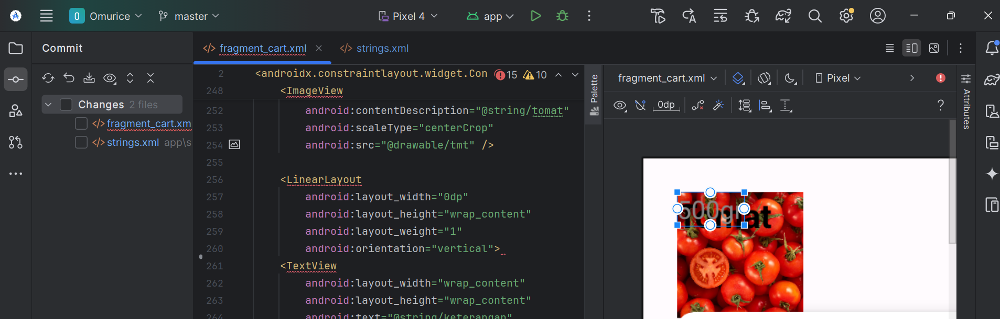 O Omurice master Pixel 4 app
Commit
fragment_cart.xml
strings.xml
Changes 2 files
fragment_cart.xm
strings.xml app\s
2 <androidx.constraintlayout.widget.Con 15 10
248 <ImageView
252 android:contentDescription="@string/tomat"
253 android:scaleType="centerCrop"
254 android:src="@drawable/tmt" />
255
256 <LinearLayout
257 android:layout_width="0dp"
258 android:layout_height="wrap_content"
259 android:layout_weight="1"
260 android:orientation="vertical">
261 <TextView
262 android:layout_width="wrap_content"
263 android:layout_height="wrap_content"
264 android:text="@string/keterangan"
Palette
fragment_cart.xml Pixel
0dp ?
Attributes
500gr